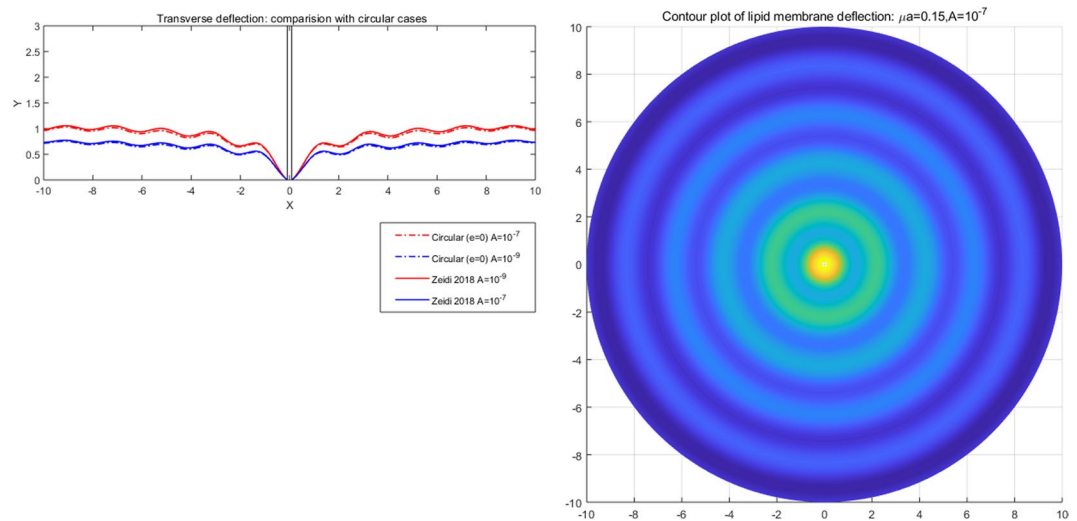 Transverse deflection: comparision with circular cases
3
2.5
2
1.5
1
0.5
0
Y
-10 -8 -6 -4 -2 0 2 4 6 8 10
X
Circular (e=0) A=10^-7
Circular (e=0) A=10^-9
Zeidi 2018 A=10^-9
Zeidi 2018 A=10^-7
Contour plot of lipid membrane deflection: μa=0.15,A=10^-7
10
8
6
4
2
0
-2
-4
-6
-8
-10
-10 -8 -6 -4 -2 0 2 4 6 8 10